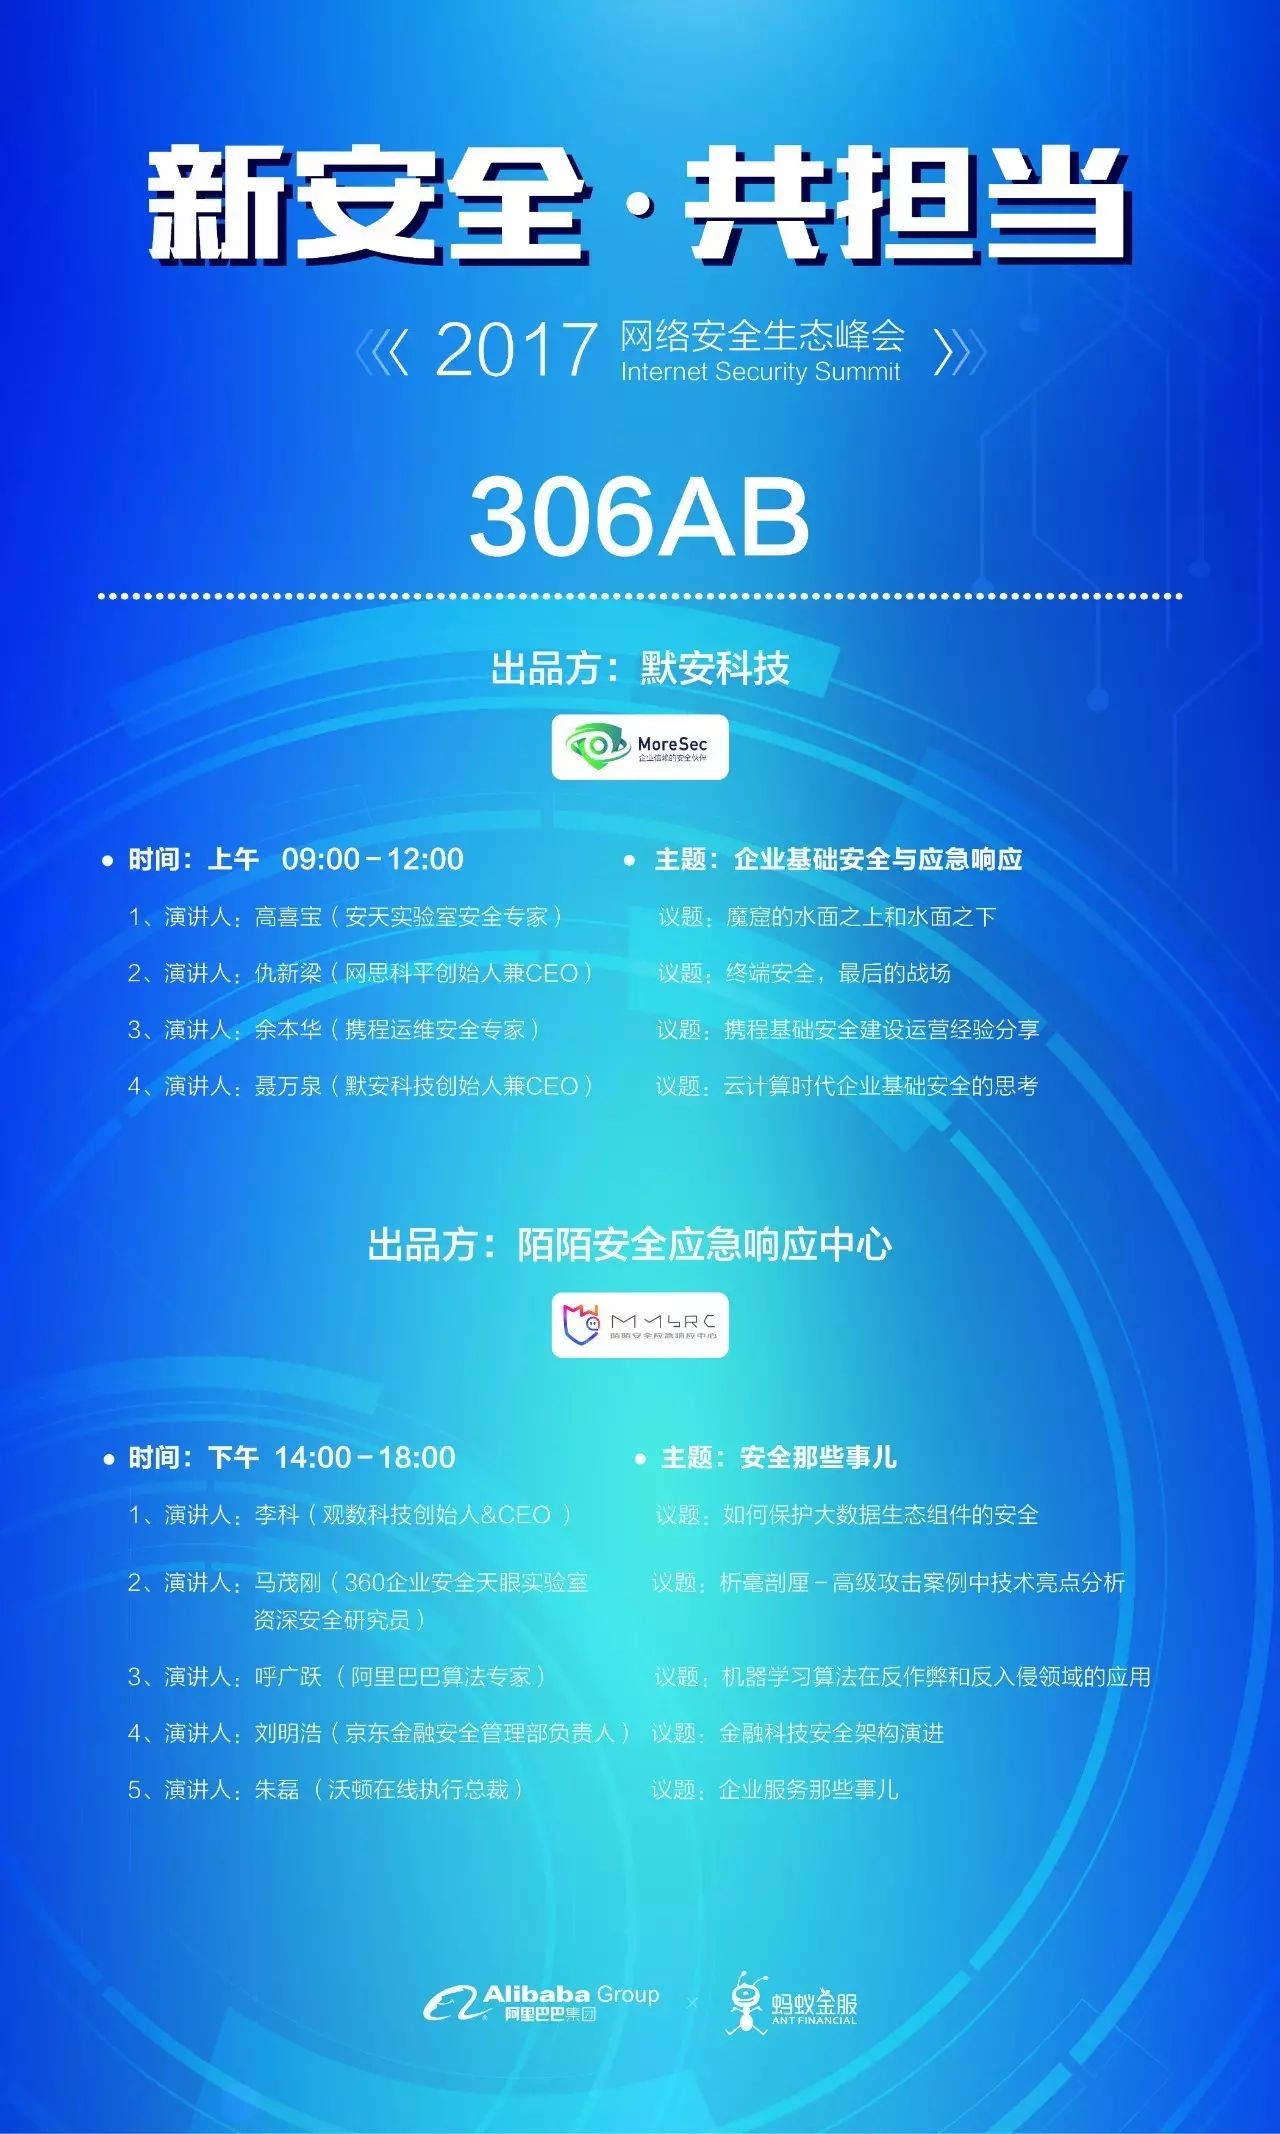 新安全·共担当
2017 网络安全生态峰会
Internet Security Summit
306AB
出品方：默安科技
MoreSec
企业信赖的安全伙伴
时间：上午 09:00－12:00
主题：企业基础安全与应急响应
1、演讲人：高喜宝（安天实验室安全专家）
议题：魔窟的水面之上和水面之下
2、演讲人：仇新梁（网思科平创始人兼CEO）
议题：终端安全，最后的战场
3、演讲人：余本华（携程运维安全专家）
议题：携程基础安全建设运营经验分享
4、演讲人：聂万泉（默安科技创始人兼CEO）
议题：云计算时代企业基础安全的思考
出品方：陌陌安全应急响应中心
MMSRC
陌陌安全应急响应中心
时间：下午 14:00－18:00
主题：安全那些事儿
1、演讲人：李科（观数科技创始人&CEO ）
议题：如何保护大数据生态组件的安全
2、演讲人：马茂刚（360企业安全天眼实验室
资深安全研究员）
议题：析毫剖厘－高级攻击案例中技术亮点分析
3、演讲人：呼广跃 （阿里巴巴算法专家）
议题：机器学习算法在反作弊和反入侵领域的应用
4、演讲人：刘明浩（京东金融安全管理部负责人）
议题：金融科技安全架构演进
5、演讲人：朱磊 （沃顿在线执行总裁）
议题：企业服务那些事儿
Alibaba Group
阿里巴巴集团
×
蚂蚁金服
ANT FINANCIAL